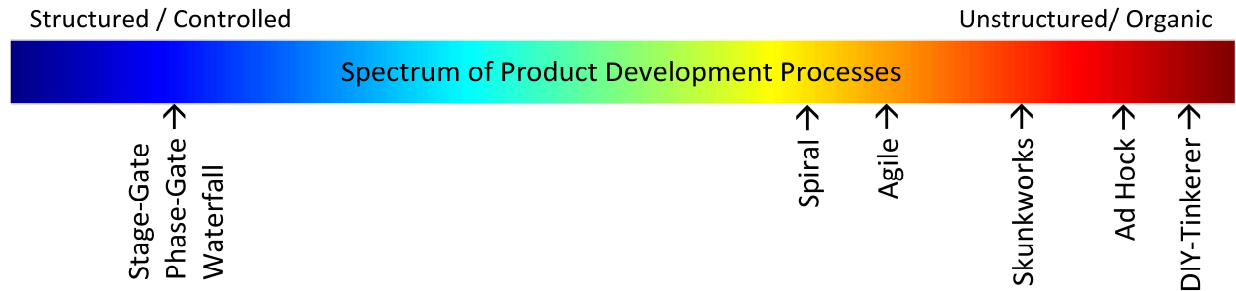 Structured / Controlled
Unstructured/ Organic
Spectrum of Product Development Processes
Stage-Gate
Phase-Gate
Waterfall
Spiral
Agile
Skunkworks
Ad Hock
DIY-Tinkerer